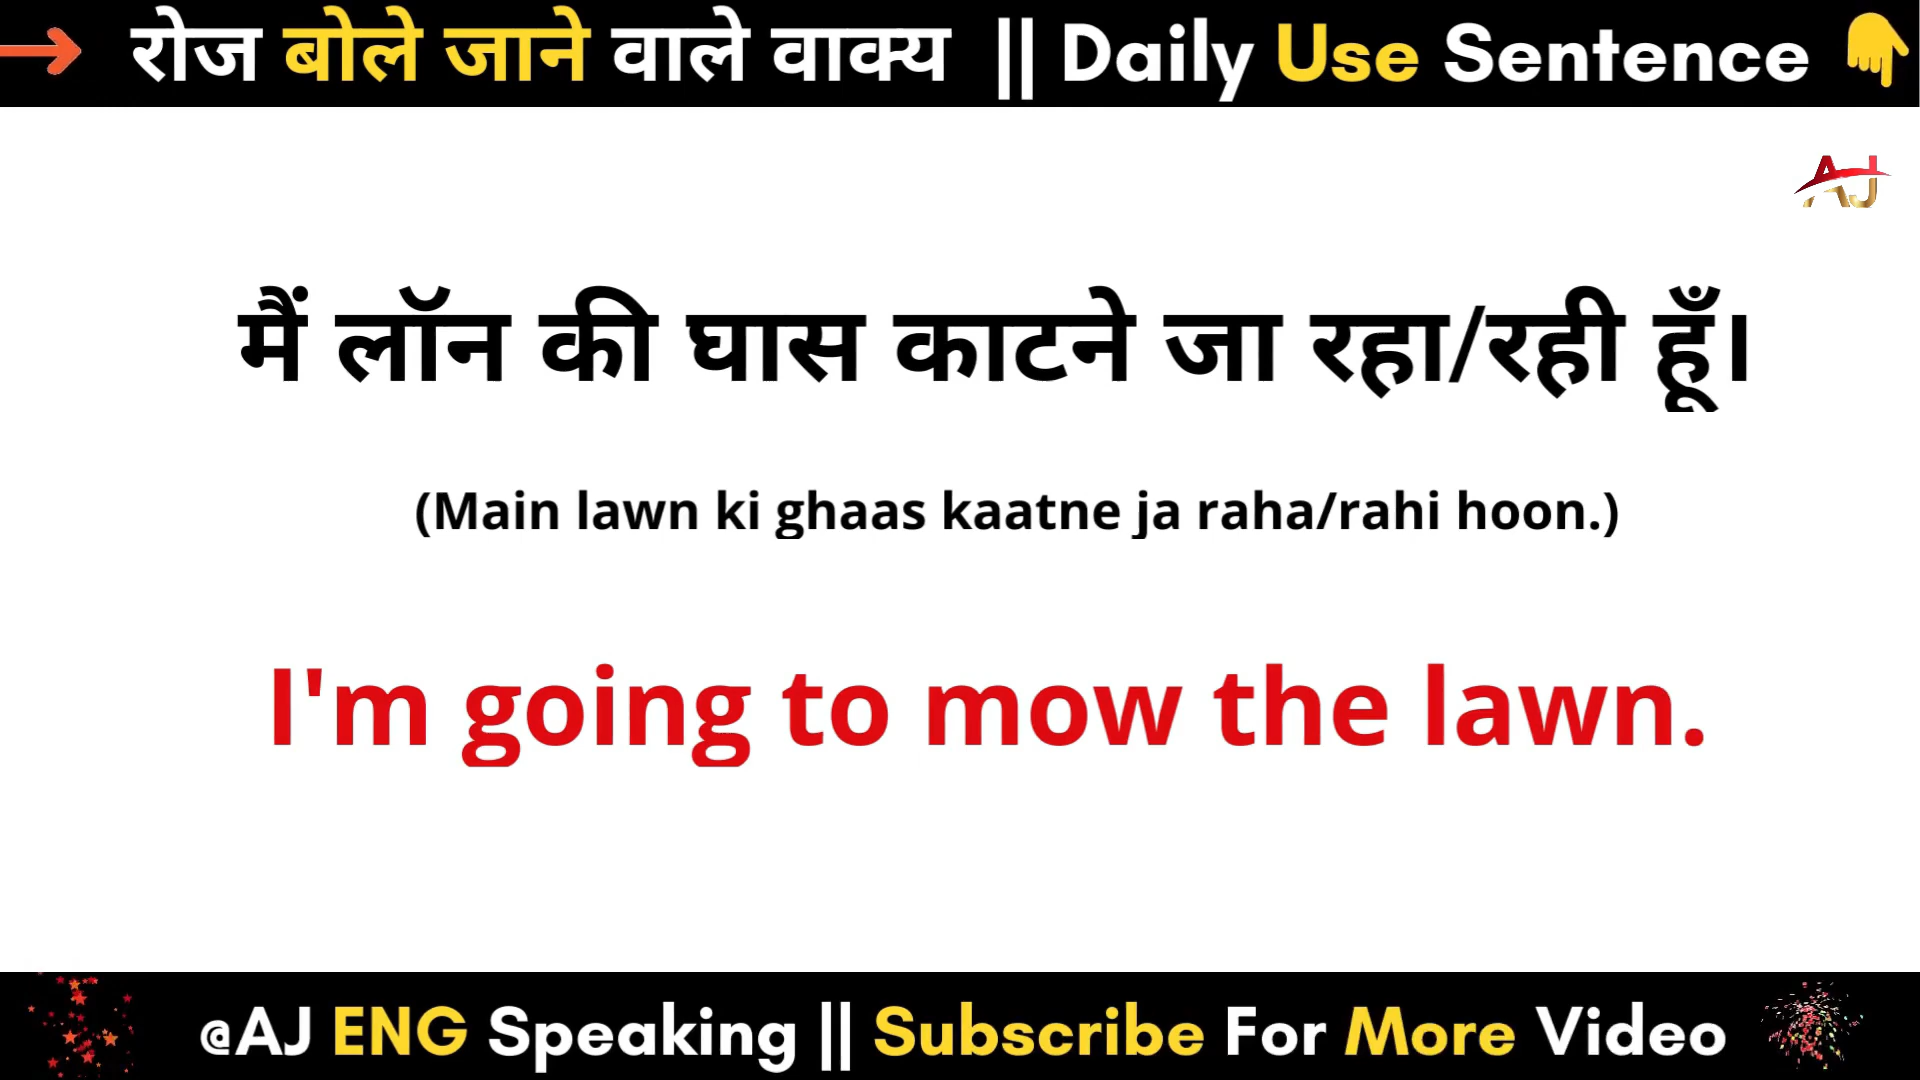 रोज बोले जाने वाले वाक्य || Daily Use Sentence
AJ
मैं लॉन की घास काटने जा रहा/रही हूँ।
(Main lawn ki ghaas kaatne ja raha/rahi hoon.)
I'm going to mow the lawn.
@AJ ENG Speaking || Subscribe For More Video